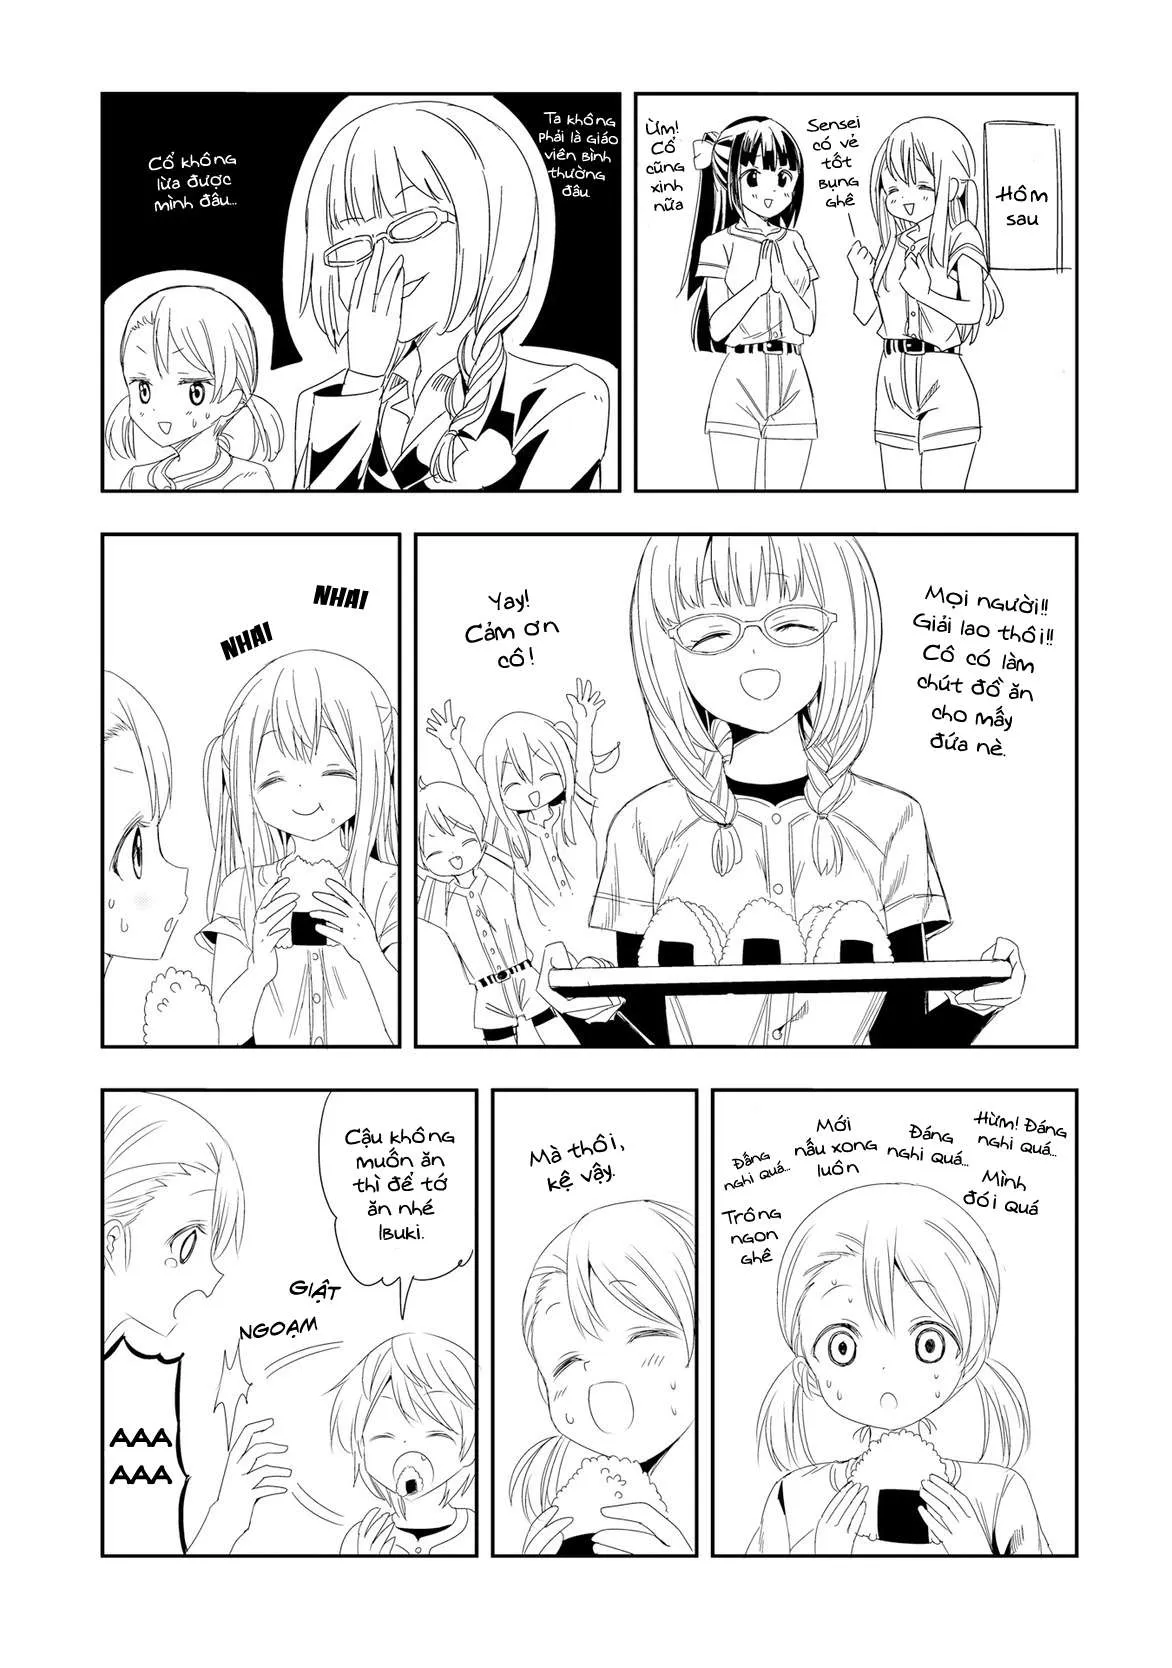 Hôm
sau
Sensei
có vẻ
tốt
bụng
ghê
Ừm!
Cổ
cũng
xinh
nữa
Ta không
phải là giáo
viên bình
thường
đâu.
Cổ không
lừa được
mình đâu...
Mọi người!!
Giải lao thôi!!
Cô có làm
chút đồ ăn
cho mấy
đứa nè.
Yay!
Cảm ơn
cô!
NHAI
NHAI
Hừm! Đáng
nghi quá...
Mình
đói quá
Đáng
nghi quá...
Mới
nấu xong
luôn
Đáng
nghi quá...
Trông
ngon
ghê
Mà thôi,
kệ vậy.
Cậu không
muốn ăn
thì để tớ
ăn nhé
Ibuki.
GIẬT
NGOẠM
AAA
AAA